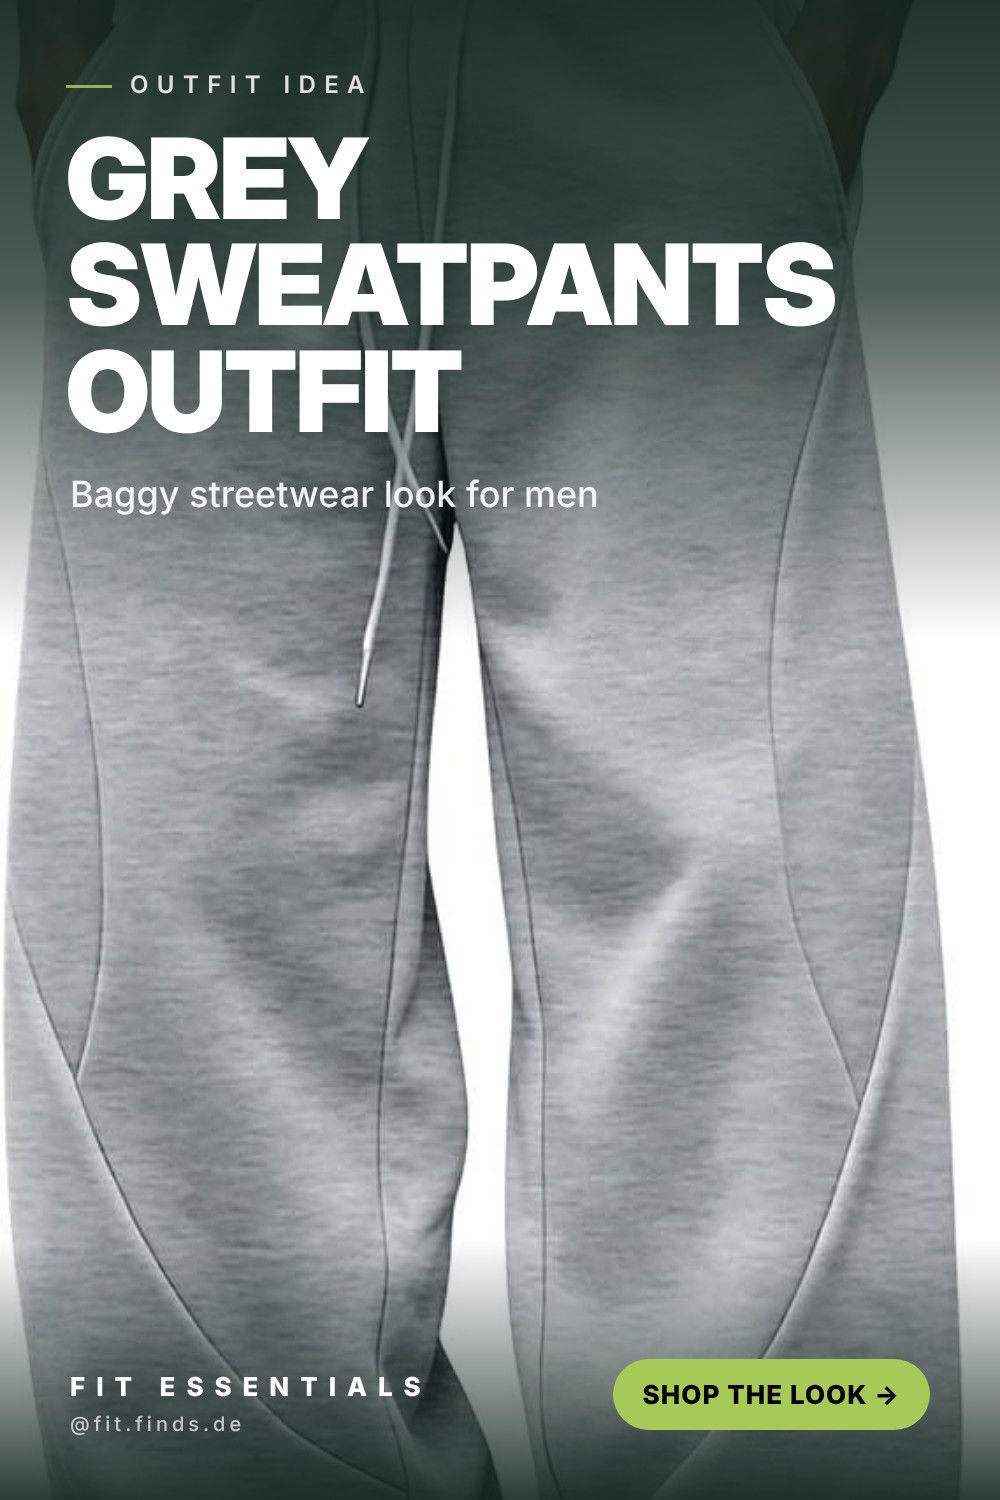 OUTFIT IDEA
GREY
SWEATPANTS
OUTFIT
Baggy streetwear look for men
FIT ESSENTIALS
@fit.finds.de
SHOP THE LOOK →